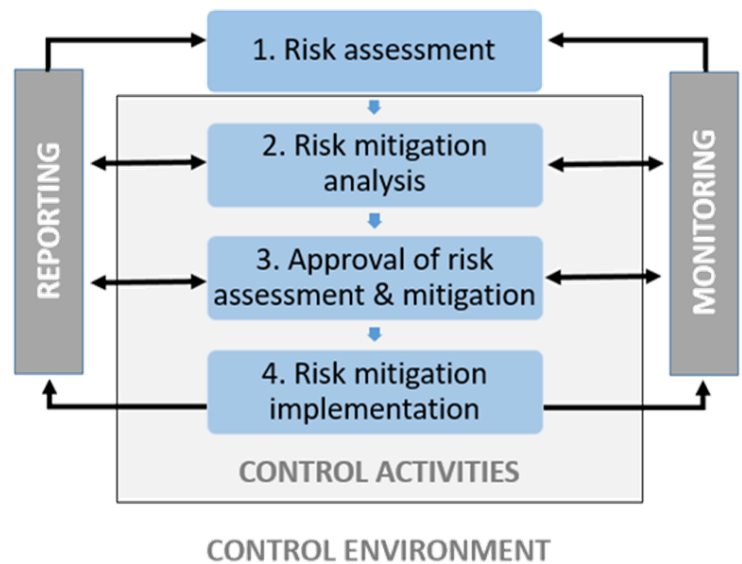 1. Risk assessment
REPORTING
2. Risk mitigation
analysis
MONITORING
3. Approval of risk
assessment & mitigation
4. Risk mitigation
implementation
CONTROL ACTIVITIES
CONTROL ENVIRONMENT